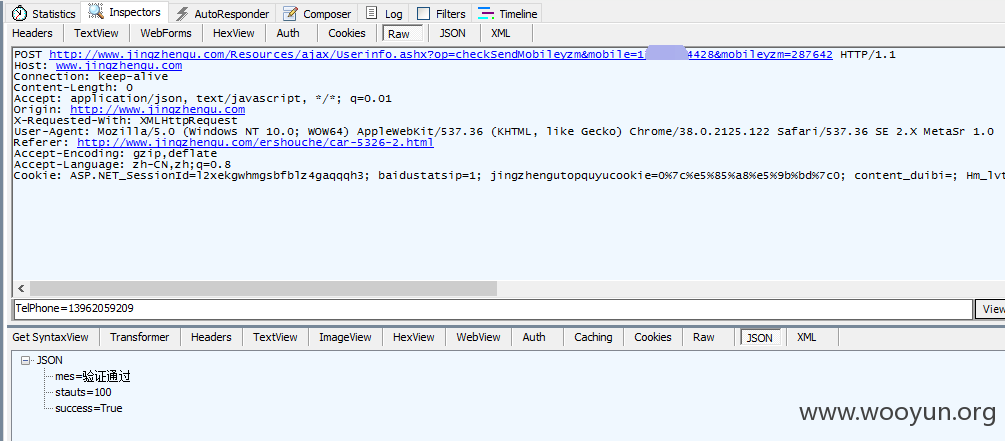 Statistics Inspectors AutoResponder Composer Log Filters Timeline
Headers TextView WebForms HexView Auth Cookies Raw JSON XML
POST http://www.jingzhengu.com/Resources/ajax/Userinfo.ashx?op=checkSendMobileyzm&mobile=1 4428&mobileyzm=287642 HTTP/1.1
Host: www.jingzhengu.com
Connection: keep-alive
Content-Length: 0
Accept: application/json, text/javascript, */*; q=0.01
Origin: http://www.jingzhengu.com
X-Requested-With: XMLHttpRequest
User-Agent: Mozilla/5.0 (Windows NT 10.0; WOW64) AppleWebKit/537.36 (KHTML, like Gecko) Chrome/38.0.2125.122 Safari/537.36 SE 2.X MetaSr 1.0
Referer: http://www.jingzhengu.com/ershouche/car-5326-2.html
Accept-Encoding: gzip,deflate
Accept-Language: zh-CN,zh;q=0.8
Cookie: ASP.NET_SessionId=l2xekgwhmgsbfblz4gaqqqh3; baidustatsip=1; jingzhengutopquyucookie=0%7c%e5%85%a8%e5%9b%bd%7c0; content_duibi=; Hm_lvt
TelPhone=13962059209 View
Get SyntaxView Transformer Headers TextView ImageView HexView WebView Auth Caching Cookies Raw JSON XML
JSON
mes=验证通过
stauts=100
success=True
www.wooyun.org